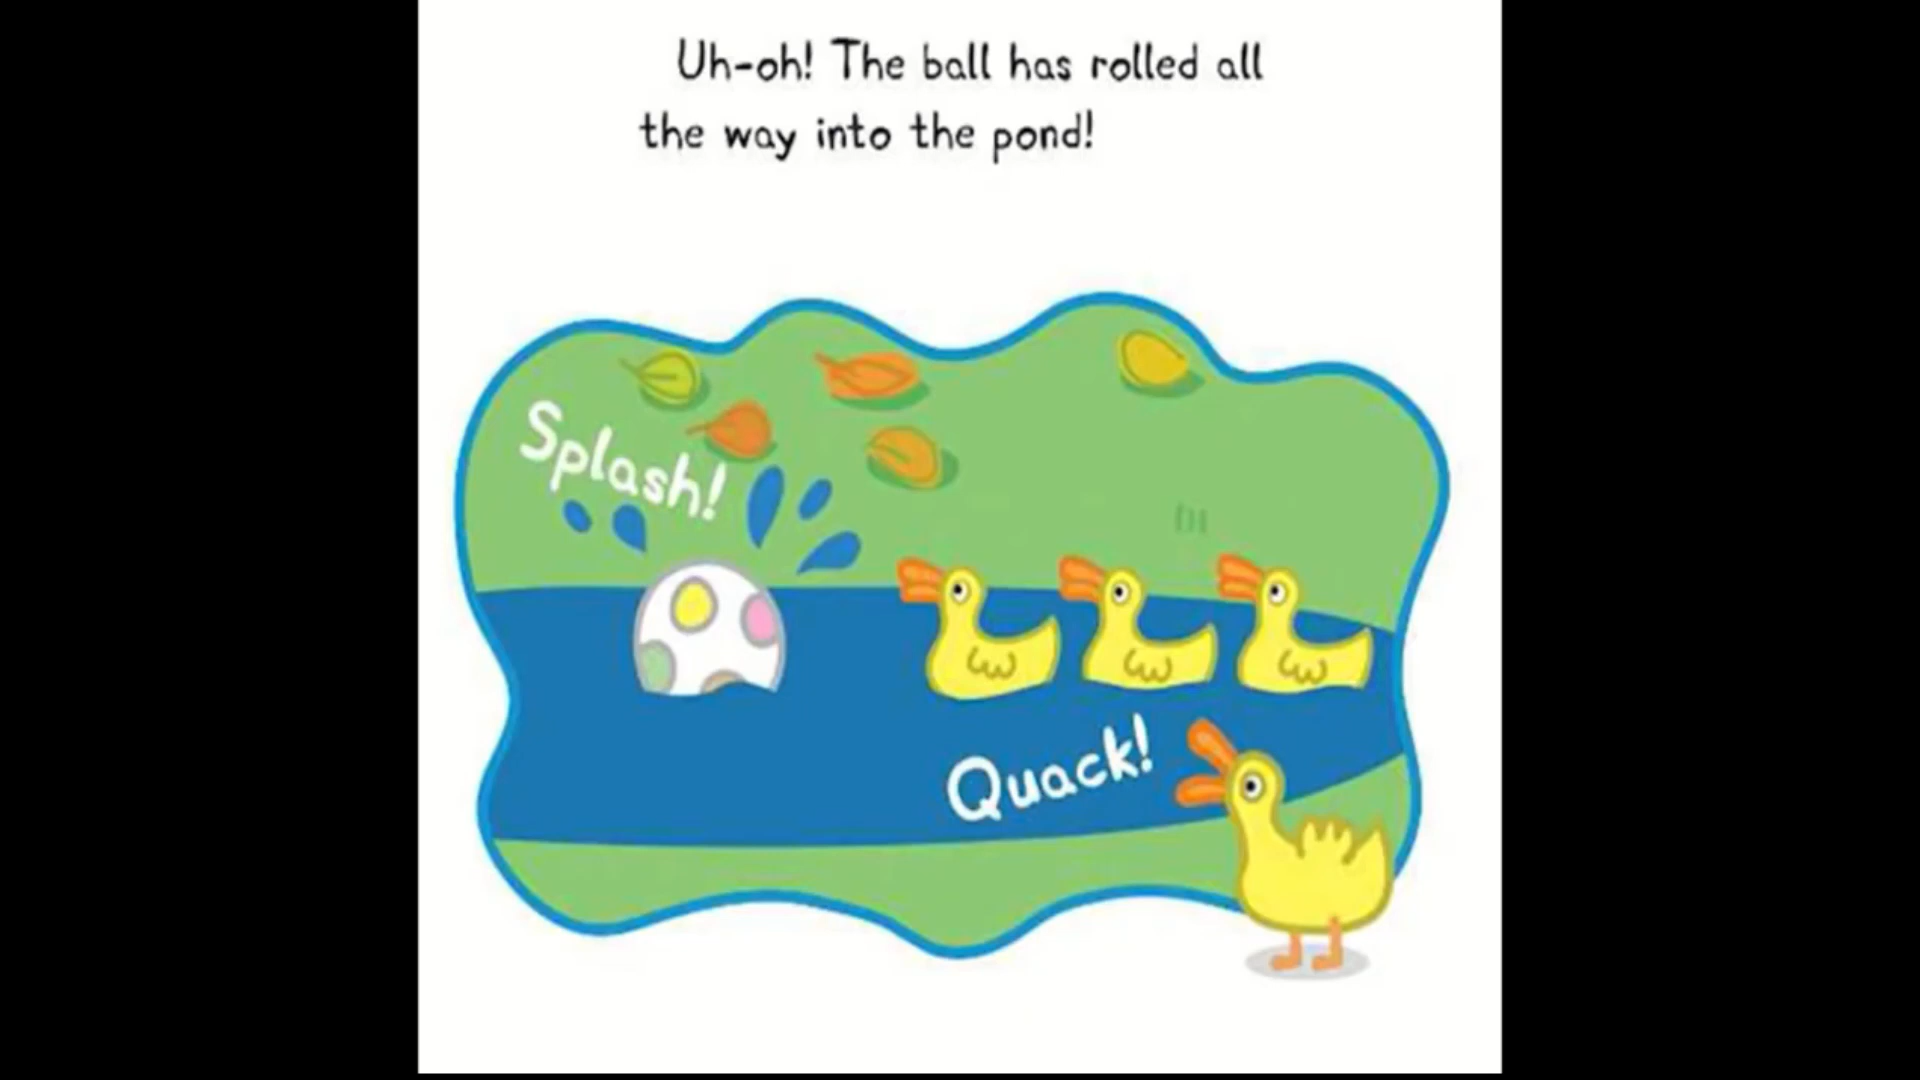 Uh-oh! The ball has rolled all
the way into the pond!
Splash!
Quack!